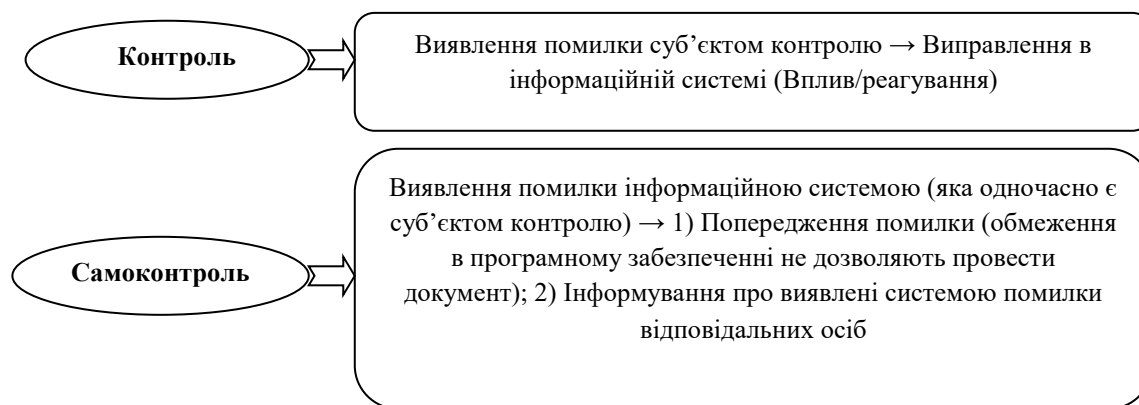 Контроль
Виявлення помилки суб’єктом контролю → Виправлення в
інформаційній системі (Вплив/реагування)
Самоконтроль
Виявлення помилки інформаційною системою (яка одночасно є
суб’єктом контролю) → 1) Попередження помилки (обмеження
в програмному забезпеченні не дозволяють провести
документ); 2) Інформування про виявлені системою помилки
відповідальних осіб